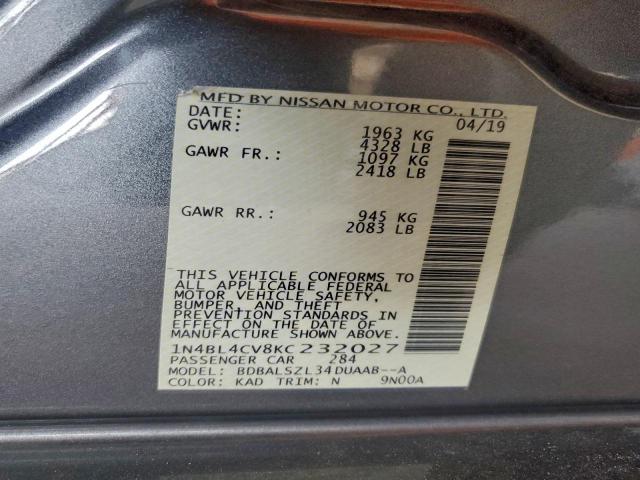 MFD BY NISSAN MOTOR CO., LTD.
DATE: 04/19
GVWR: 1963 KG
4328 LB
GAWR FR.: 1097 KG
2418 LB
GAWR RR.: 945 KG
2083 LB
THIS VEHICLE CONFORMS TO
ALL APPLICABLE FEDERAL
MOTOR VEHICLE SAFETY,
BUMPER, AND THEFT
PREVENTION STANDARDS IN
EFFECT ON THE DATE OF
MANUFACTURE SHOWN ABOVE.
1N4BL4CV8KC232027
PASSENGER CAR 284
MODEL: BDBALSZL34DUAAB--A
COLOR: KAD TRIM: N 9N00A